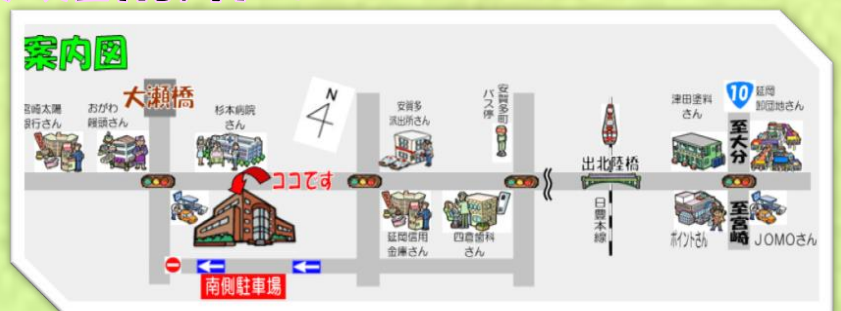 案内図
大瀬橋
宮崎太陽
銀行さん
おがわ
饅頭さん
杉本病院
さん
N
安賀多
派出所さん
安賀多町
バス停
津田塗料
さん
10
延岡
卸団地さん
至大分
出北陸橋
ココです
延岡信用
金庫さん
四倉歯科
さん
日豊本線
ポイントさん
至宮崎
JOMOさん
南側駐車場